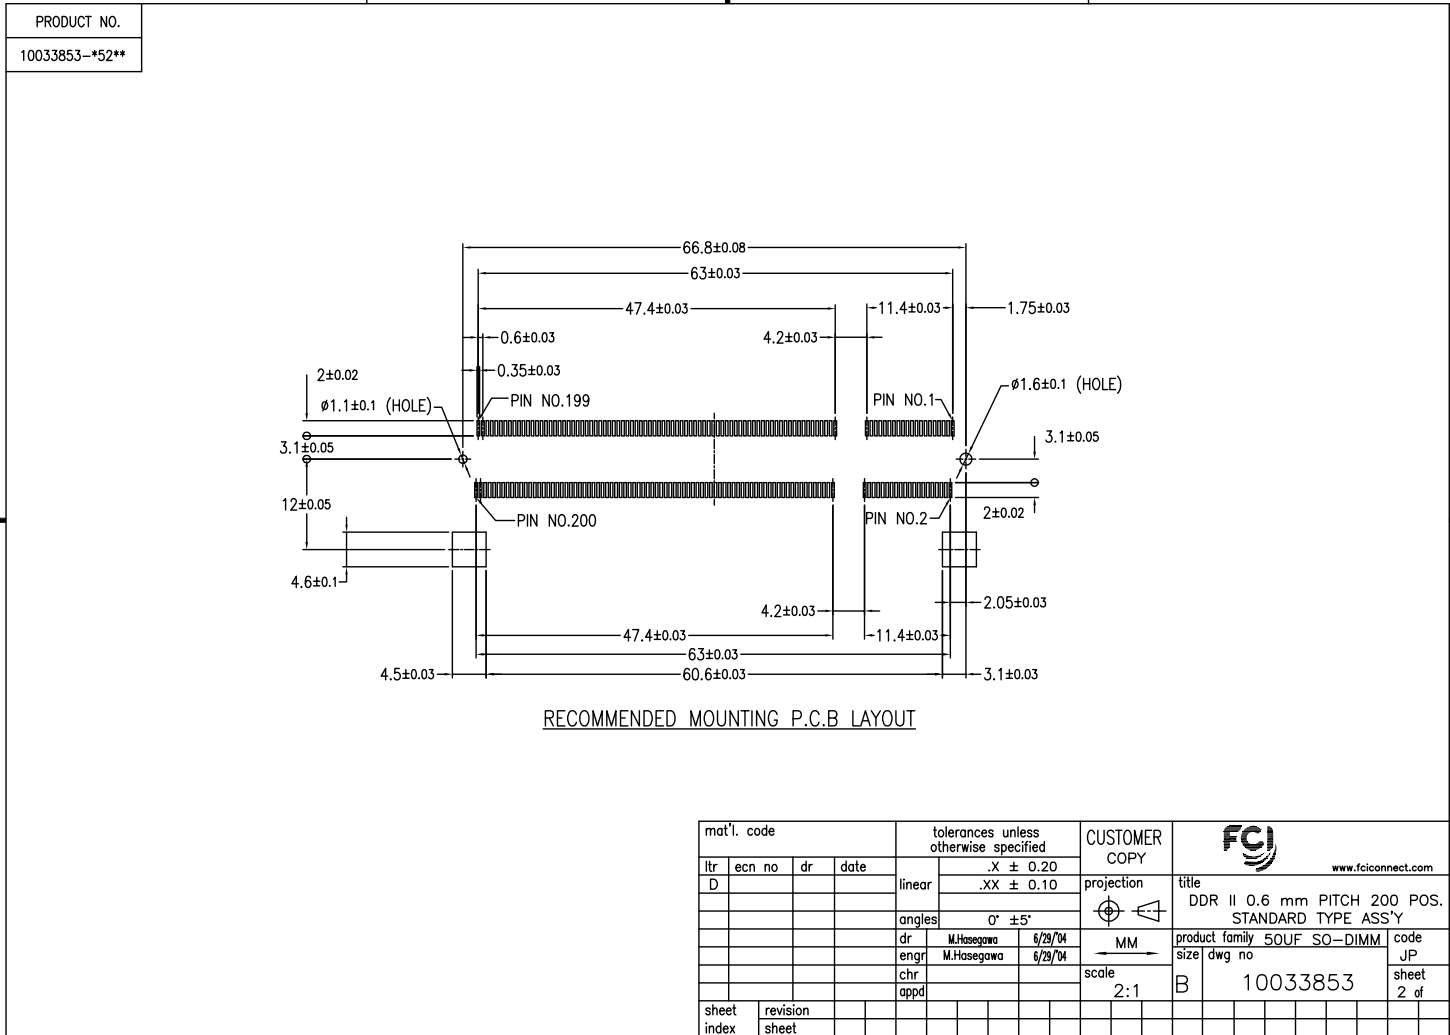 PRODUCT NO.
10033853-*52**
66.8±0.08
63±0.03
47.4±0.03
11.4±0.03
1.75±0.03
0.6±0.03
4.2±0.03
0.35±0.03
2±0.02
ø1.6±0.1 (HOLE)
ø1.1±0.1 (HOLE)
PIN NO.199
PIN NO.1
3.1±0.05
3.1±0.05
12±0.05
PIN NO.200
PIN NO.2
2±0.02
4.6±0.1
4.2±0.03
2.05±0.03
47.4±0.03
11.4±0.03
63±0.03
4.5±0.03
60.6±0.03
3.1±0.03
RECOMMENDED MOUNTING P.C.B LAYOUT
mat'l. code
tolerances unless
otherwise specified
CUSTOMER
COPY
FCI
www.fciconnect.com
ltr ecn no dr date
D
linear
.X ± 0.20
.XX ± 0.10
angles 0° ±5°
projection
title
DDR II 0.6 mm PITCH 200 POS.
STANDARD TYPE ASS'Y
dr M.Hasegawa 6/29/'04
engr M.Hasegawa 6/29/'04
chr
appd
MM
scale
2:1
product family 50UF SO-DIMM
code
JP
size
B
dwg no
10033853
sheet
2 of
sheet
index
revision
sheet